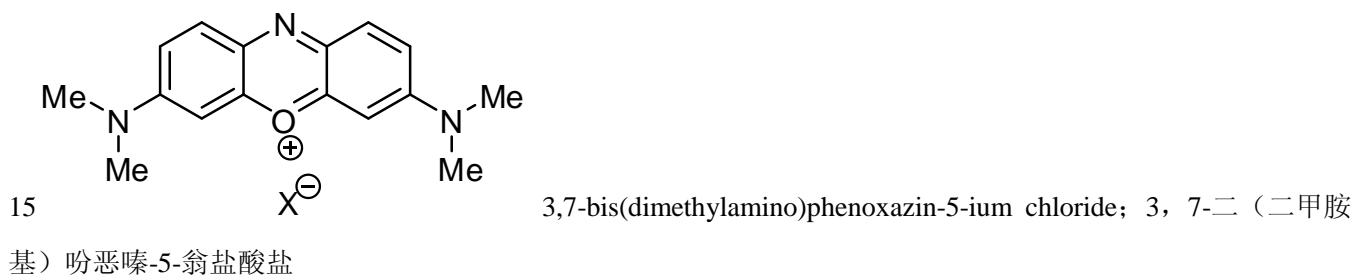 N
Me
N
Me
O
⊕
N
Me
Me
15
X⊖
3,7-bis(dimethylamino)phenoxazin-5-ium chloride；3，7-二（二甲胺
基）吩恶嗪-5-翁盐酸盐